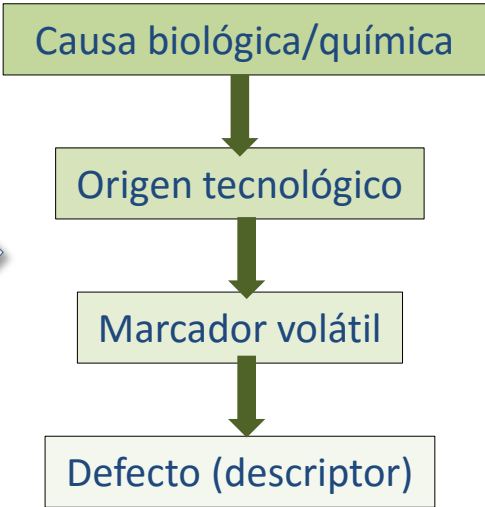 Causa biológica/química
Origen tecnológico
Marcador volátil
Defecto (descriptor)